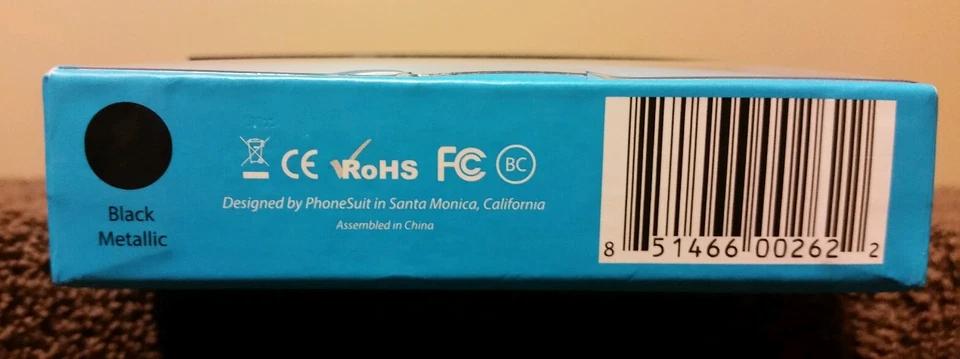 Black
Metallic
CE RoHS FC BC
Designed by PhoneSuit in Santa Monica, California
Assembled in China
8 51466 00262 2